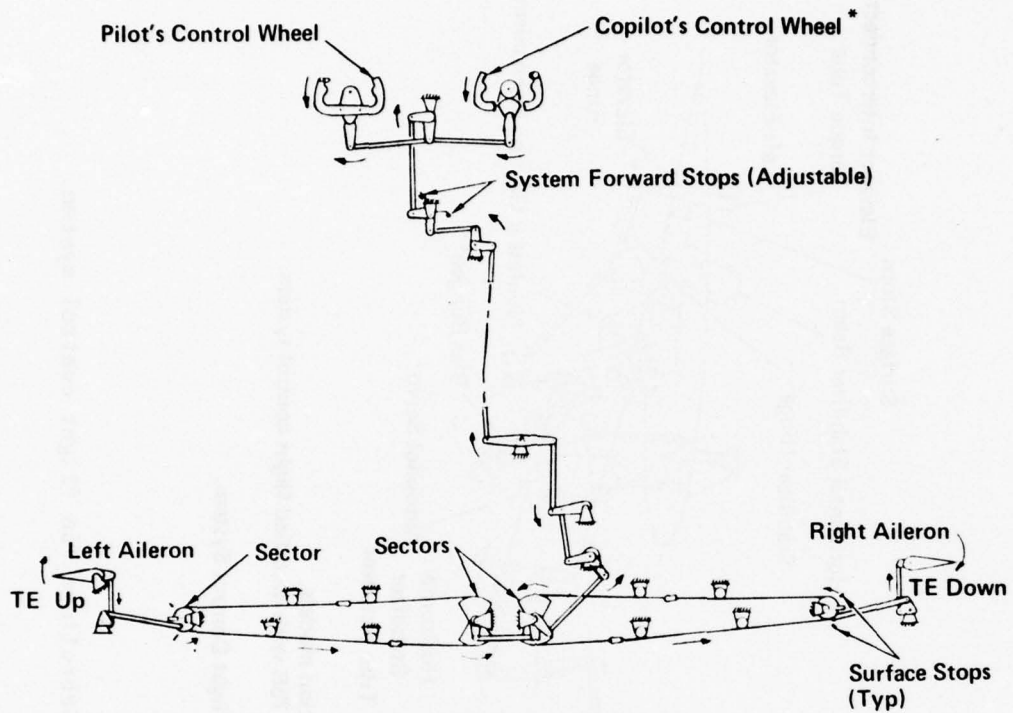 Pilot's Control Wheel
Copilot's Control Wheel*
System Forward Stops (Adjustable)
Left Aileron
Sector
Sectors
Right Aileron
TE Up
TE Down
Surface Stops
(Typ)